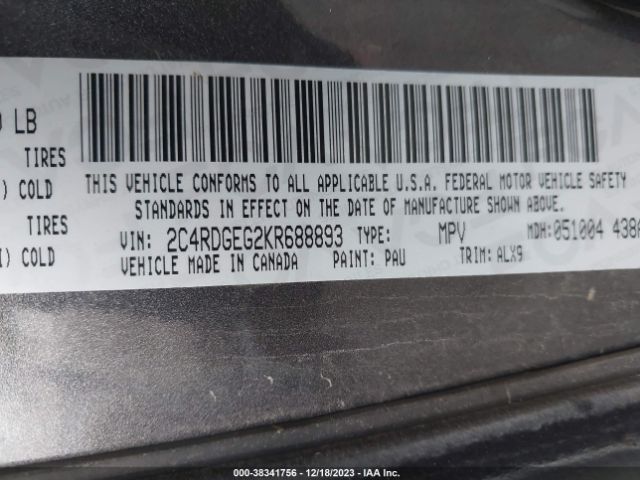 LB
TIRES
) COLD
TIRES
) COLD
THIS VEHICLE CONFORMS TO ALL APPLICABLE U.S.A. FEDERAL MOTOR VEHICLE SAFETY
STANDARDS IN EFFECT ON THE DATE OF MANUFACTURE SHOWN ABOVE.
VIN: 2C4RDGEG2KR688893 TYPE: MPV MDH: 051004 438A
VEHICLE MADE IN CANADA PAINT: PAU TRIM: ALX9
000-38341756 - 12/18/2023 - IAA Inc.